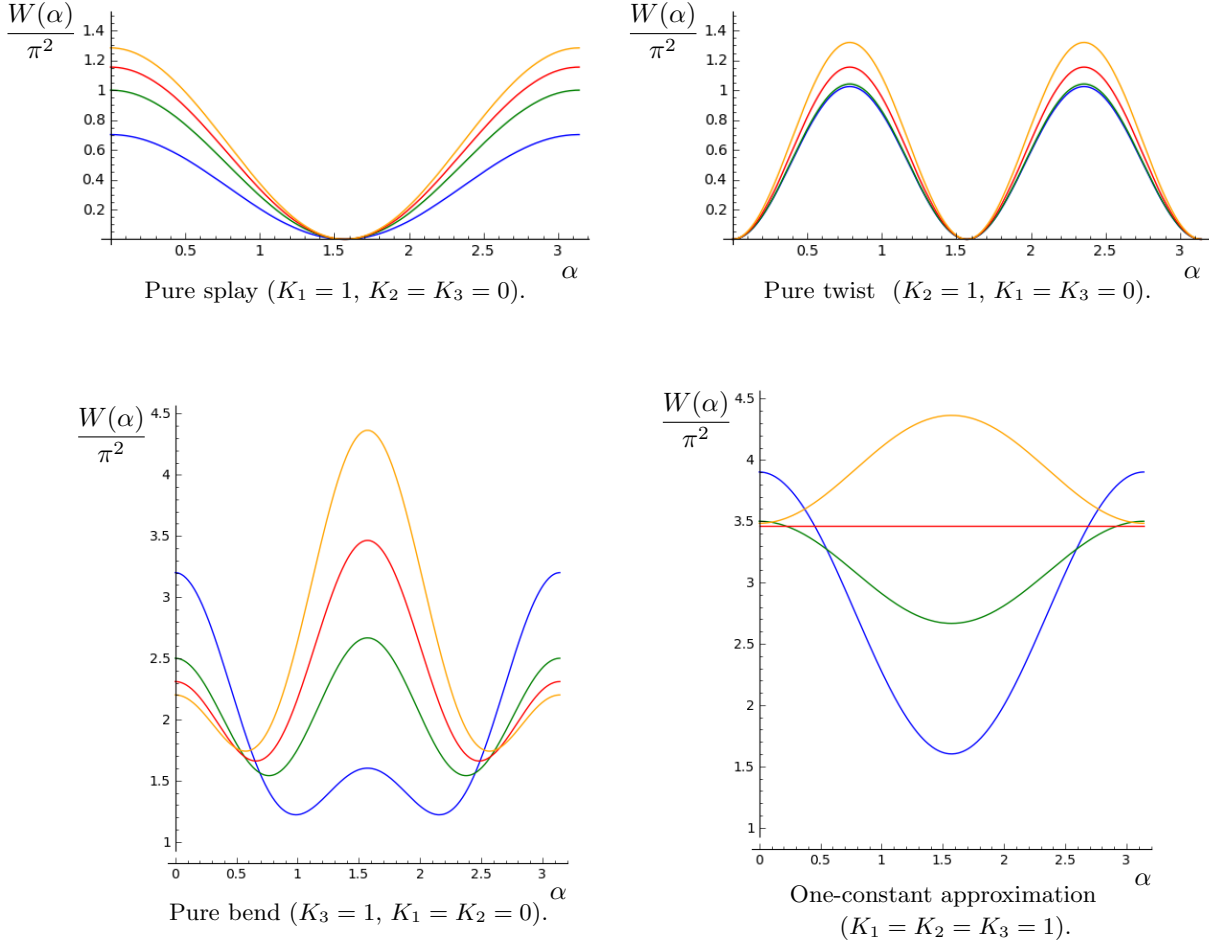 W(α)
π²
1.4
1.2
1
0.8
0.6
0.4
0.2
0.5 1 1.5 2 2.5 3
α
Pure splay (K₁ = 1, K₂ = K₃ = 0).
W(α)
π²
1.4
1.2
1
0.8
0.6
0.4
0.2
0 0.5 1 1.5 2 2.5 3
α
Pure twist (K₂ = 1, K₁ = K₃ = 0).
W(α)
π²
4.5
4
3.5
3
2.5
2
1.5
1
0 0.5 1 1.5 2 2.5 3
α
Pure bend (K₃ = 1, K₁ = K₂ = 0).
W(α)
π²
4.5
4
3.5
3
2.5
2
1.5
1
0 0.5 1 1.5 2 2.5 3
α
One-constant approximation
(K₁ = K₂ = K₃ = 1).